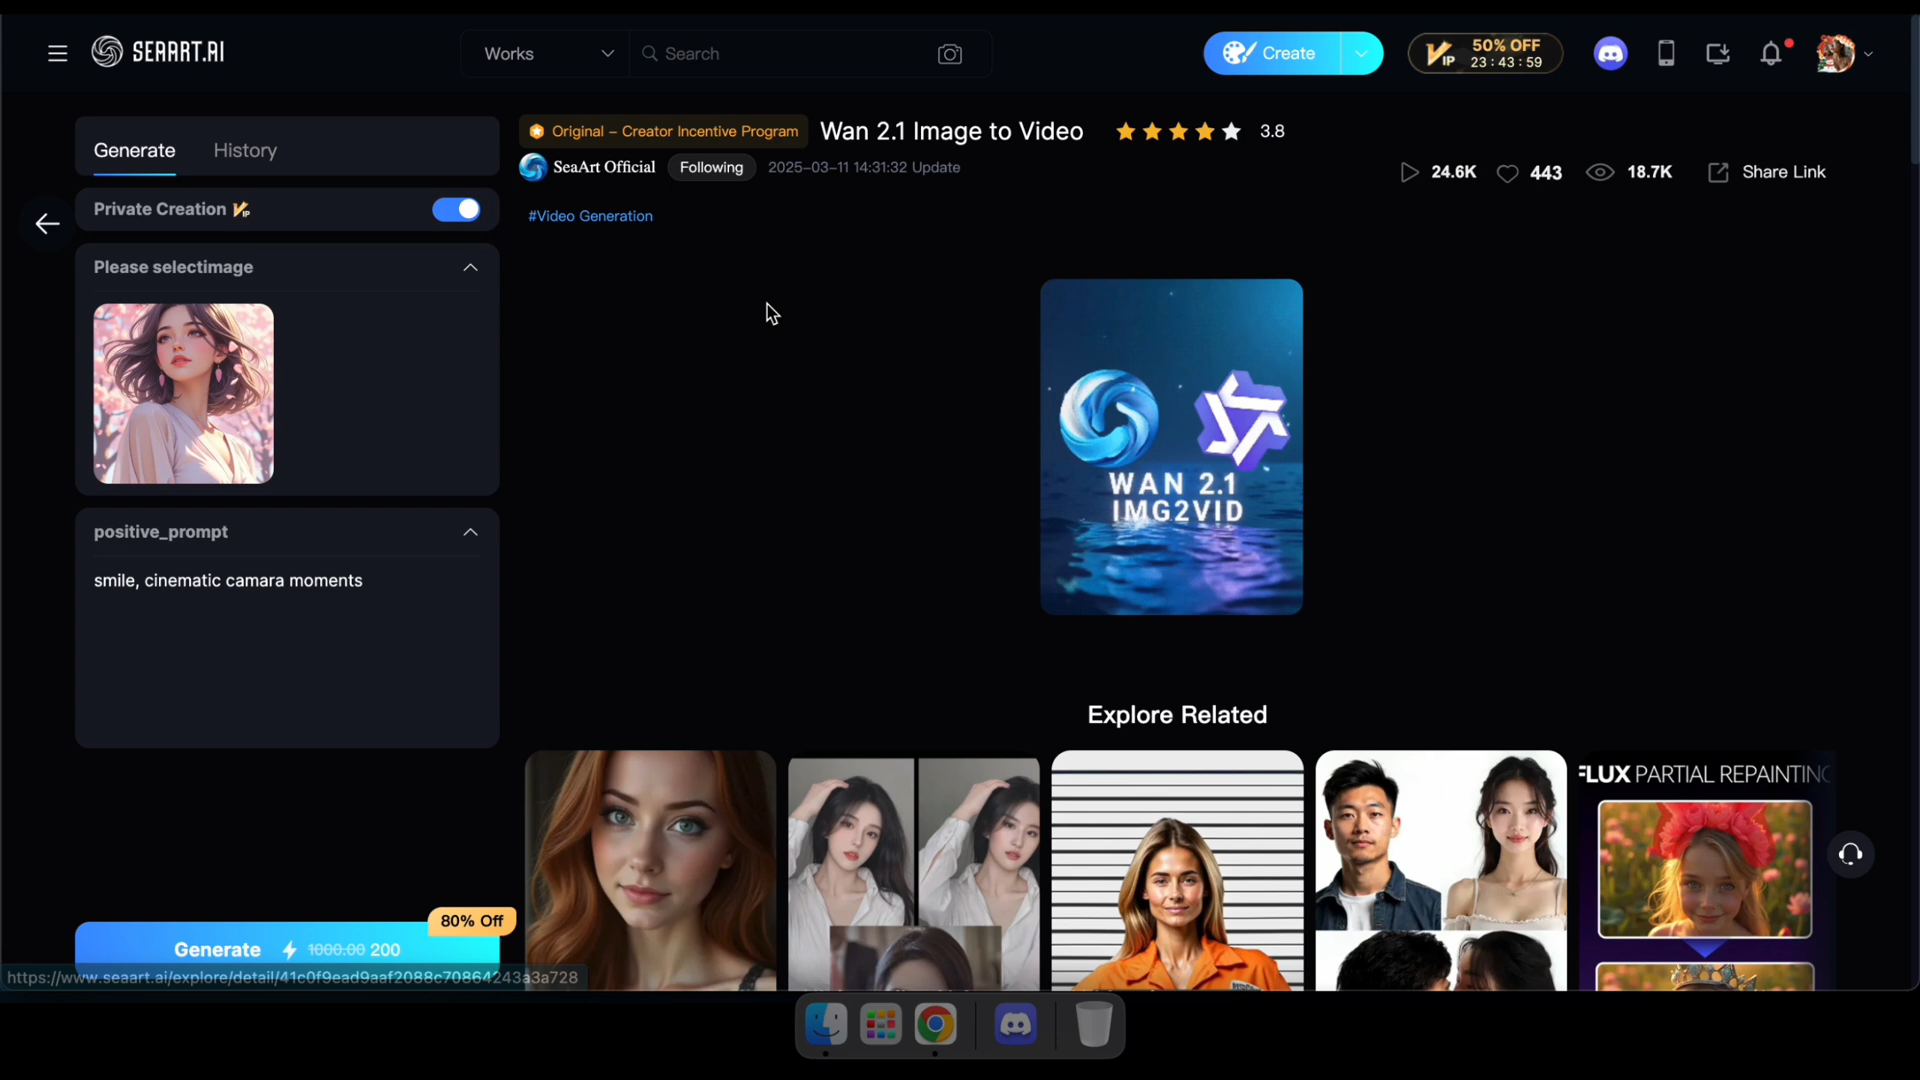 SEAART.AI
Works
Search
Create
VIP
50% OFF
23 : 43 : 59
Generate
History
Original – Creator Incentive Program
Wan 2.1 Image to Video
3.8
SeaArt Official
Following
2025–03–11 14:31:32 Update
24.6K
443
18.7K
Share Link
#Video Generation
Private Creation VIP
Please selectimage
positive_prompt
smile, cinematic camara moments
WAN 2.1
IMG2VID
Explore Related
FLUX PARTIAL REPAINTING
80% Off
Generate 1000.00 200
https://www.seaart.ai/explore/detail/41c0f9ead9aaf2088c70864243a3a728